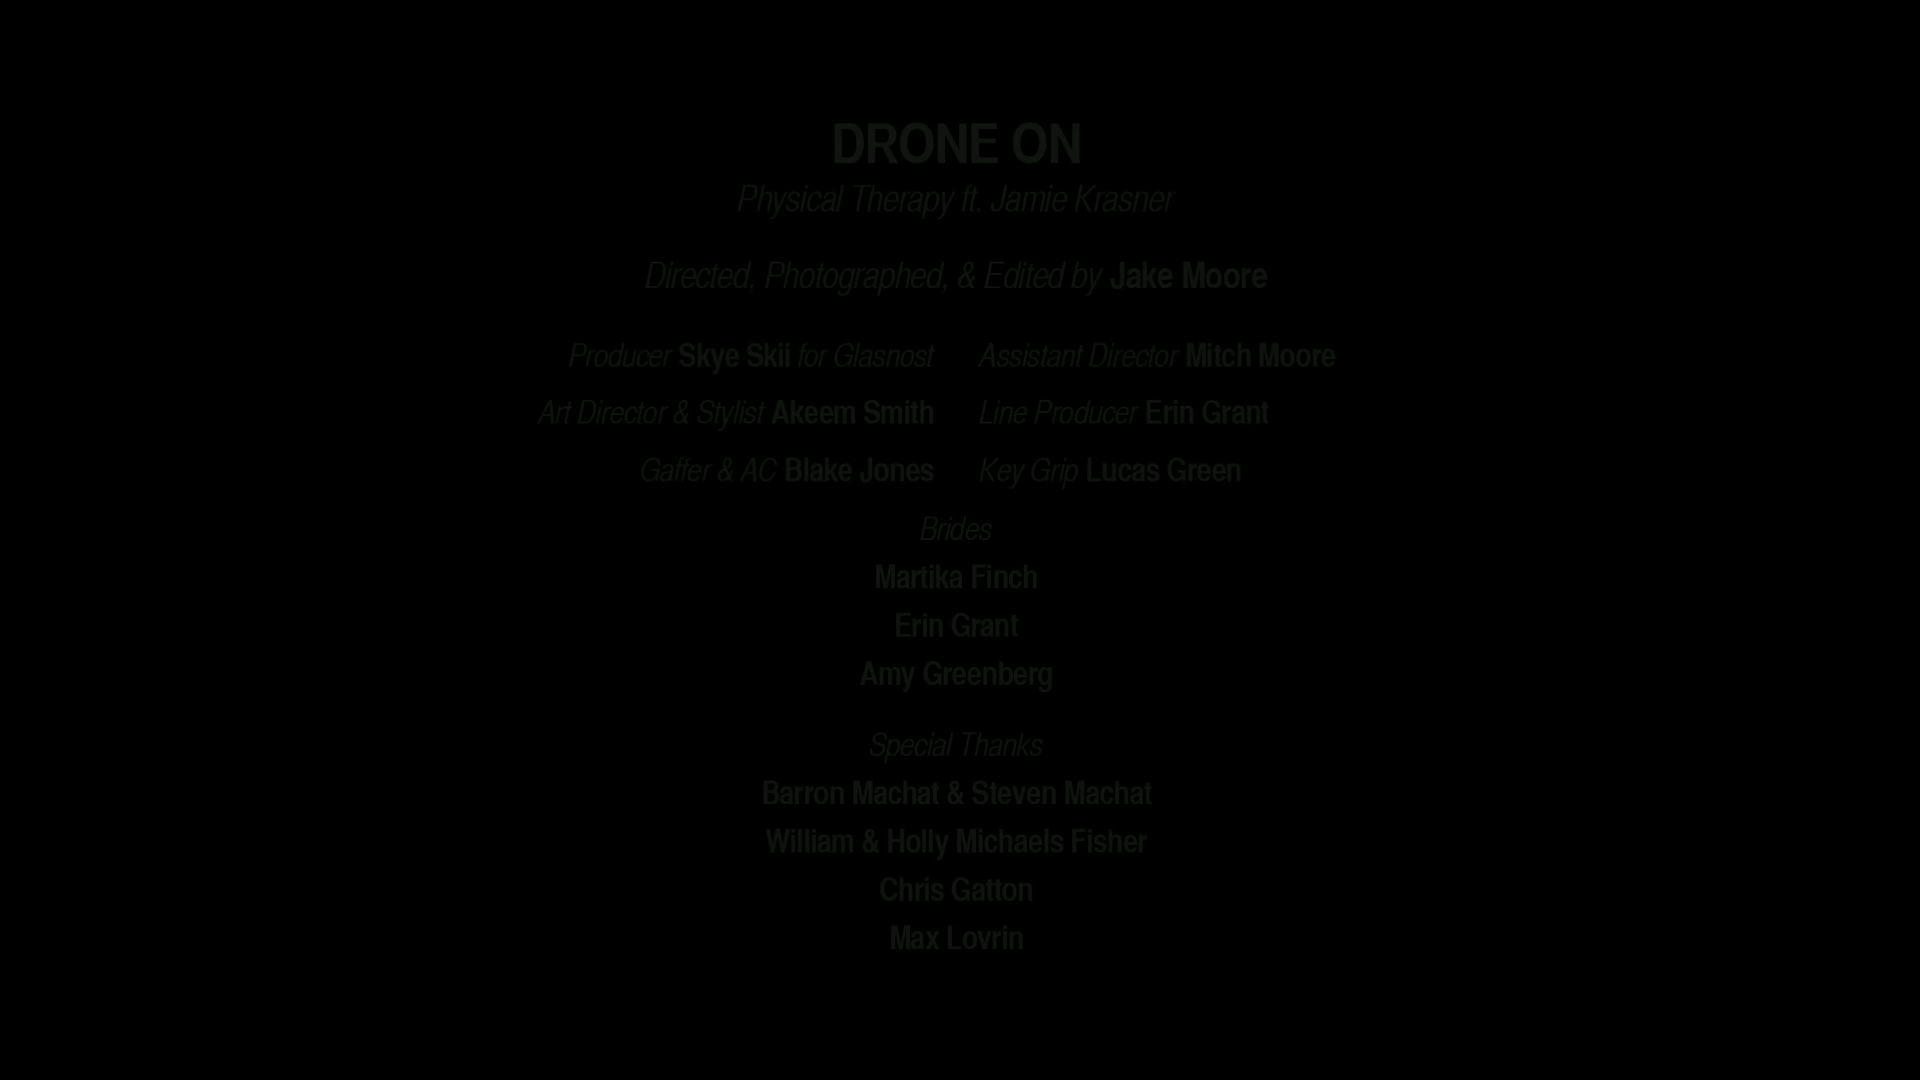 DRONE ON
Physical Therapy ft. Jamie Krasner
Directed, Photographed, & Edited by Jake Moore
Producer Skye Skii for Glasnost
Assistant Director Mitch Moore
Art Director & Stylist Akeem Smith
Line Producer Erin Grant
Gaffer & AC Blake Jones
Key Grip Lucas Green
Brides
Martika Finch
Erin Grant
Amy Greenberg
Special Thanks
Barron Machat & Steven Machat
William & Holly Michaels Fisher
Chris Gatton
Max Lovrin